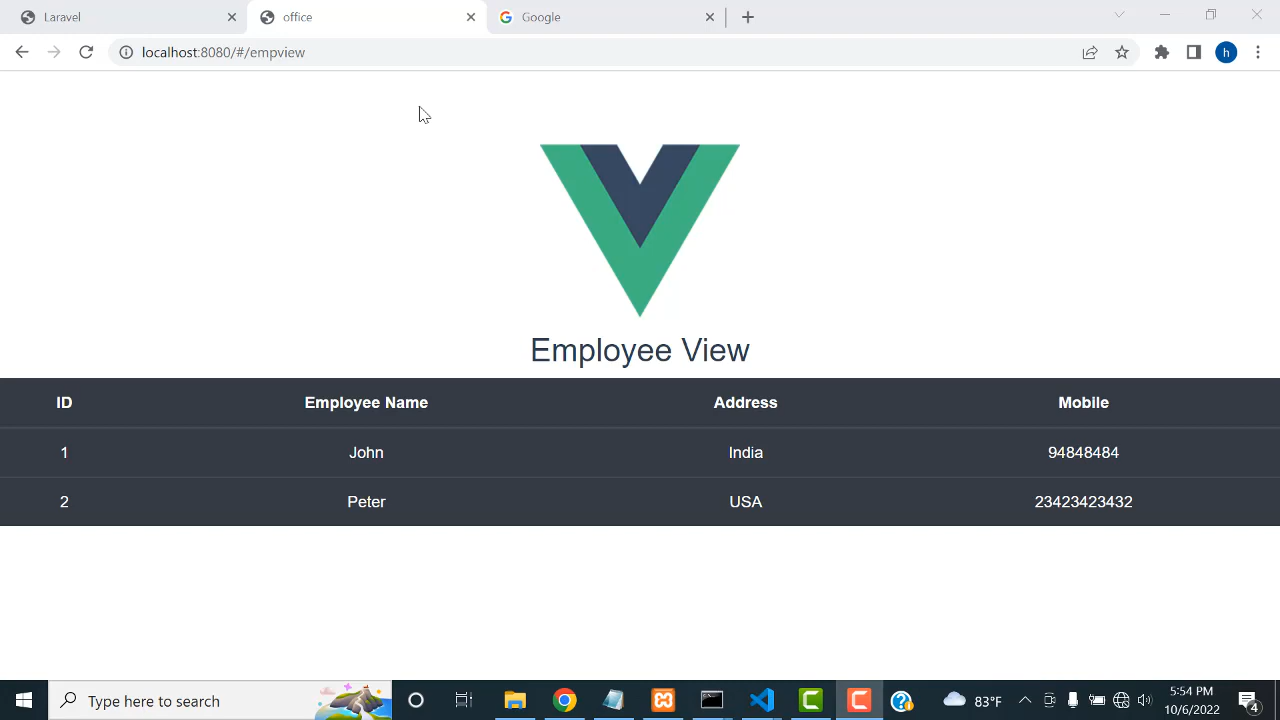 Laravel office Google
localhost:8080/#/empview h
Employee View
ID Employee Name Address Mobile
1 John India 94848484
2 Peter USA 23423423432
Type here to search 83°F 5:54 PM
10/6/2022 4